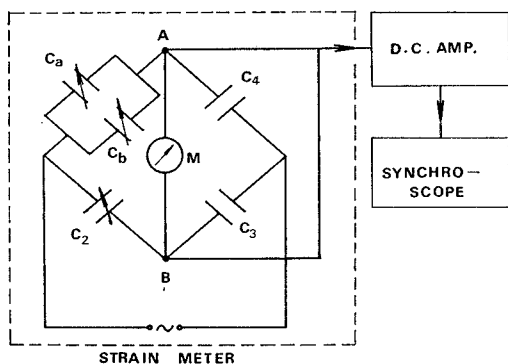 A
Ca
C4
D.C. AMP.
Cb
M
SYNCHRO-
SCOPE
C2
C3
B
~
STRAIN METER